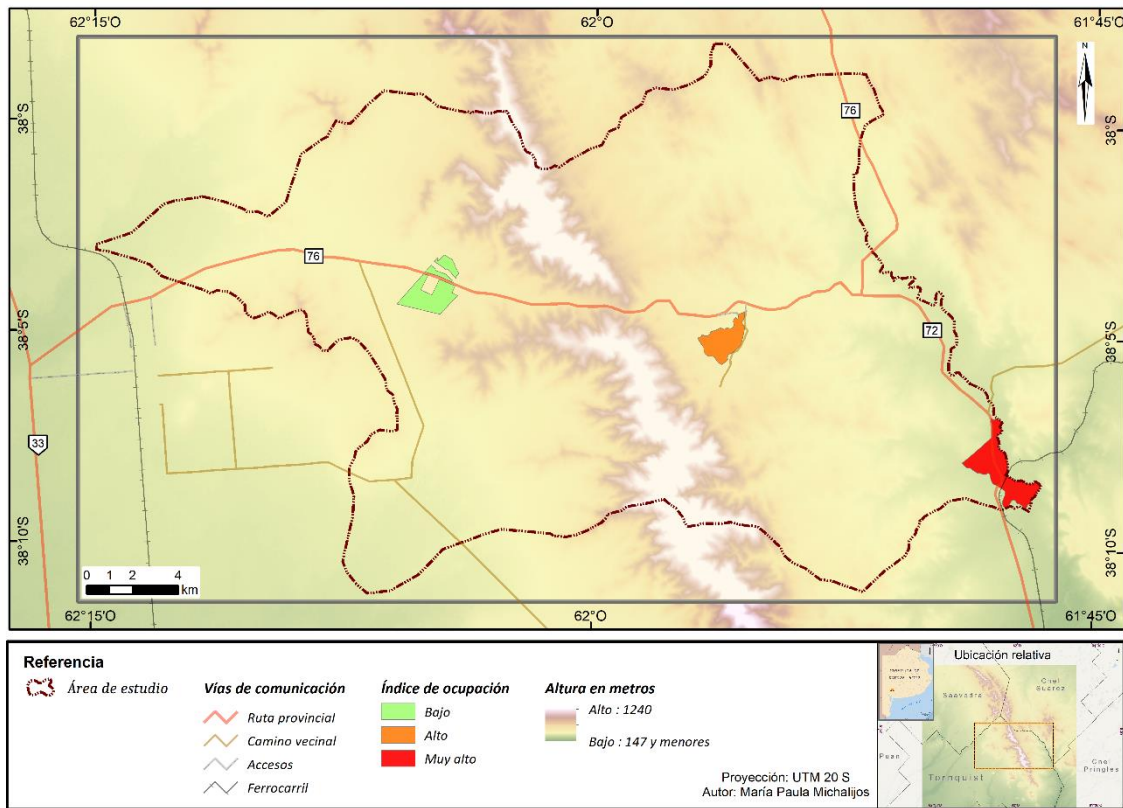 62°15'O
62°O
61°45'O
N
38°S
38°S
76
76
38°5'S
38°5'S
72
33
38°10'S
38°10'S
0 1 2 4
km
62°15'O
62°O
61°45'O
Referencia
Área de estudio
Vías de comunicación
Ruta provincial
Camino vecinal
Accesos
Ferrocarril
Índice de ocupación
Bajo
Alto
Muy alto
Altura en metros
Alto : 1240
Bajo : 147 y menores
Proyección: UTM 20 S
Autor: María Paula Michalijos
Ubicación relativa
Saavedra
Cnel
Suárez
Puan
Tornquist
Cnel
Pringles